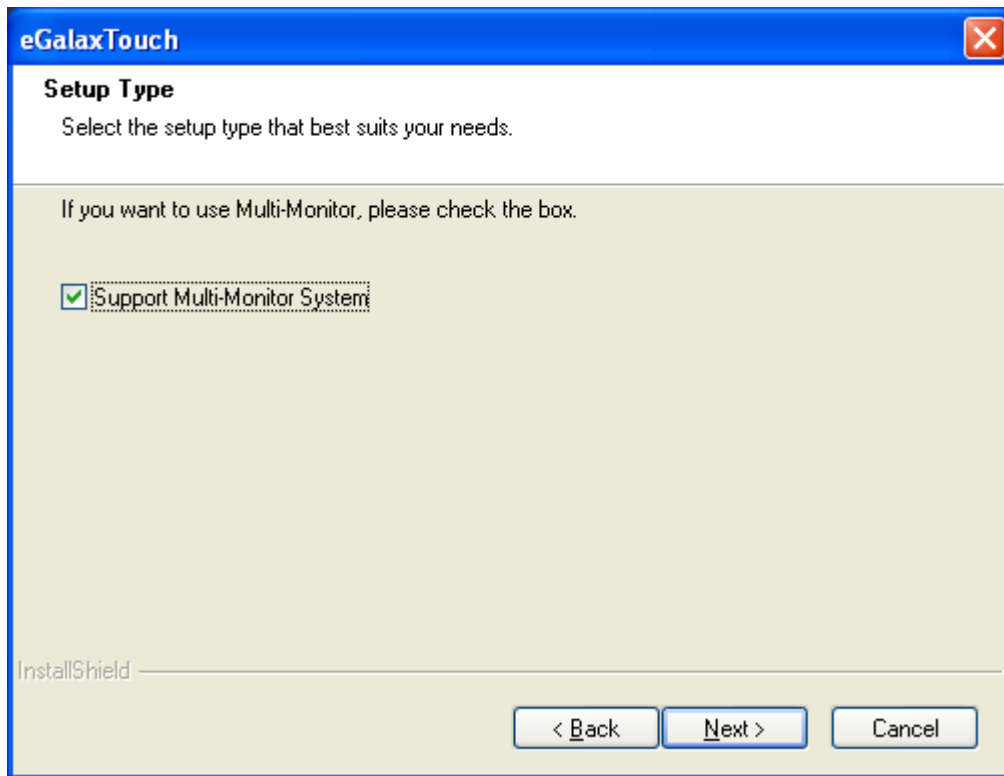 eGalaxTouch
Setup Type
Select the setup type that best suits your needs.
If you want to use Multi-Monitor, please check the box.
Support Multi-Monitor System
InstallShield
< Back Next > Cancel